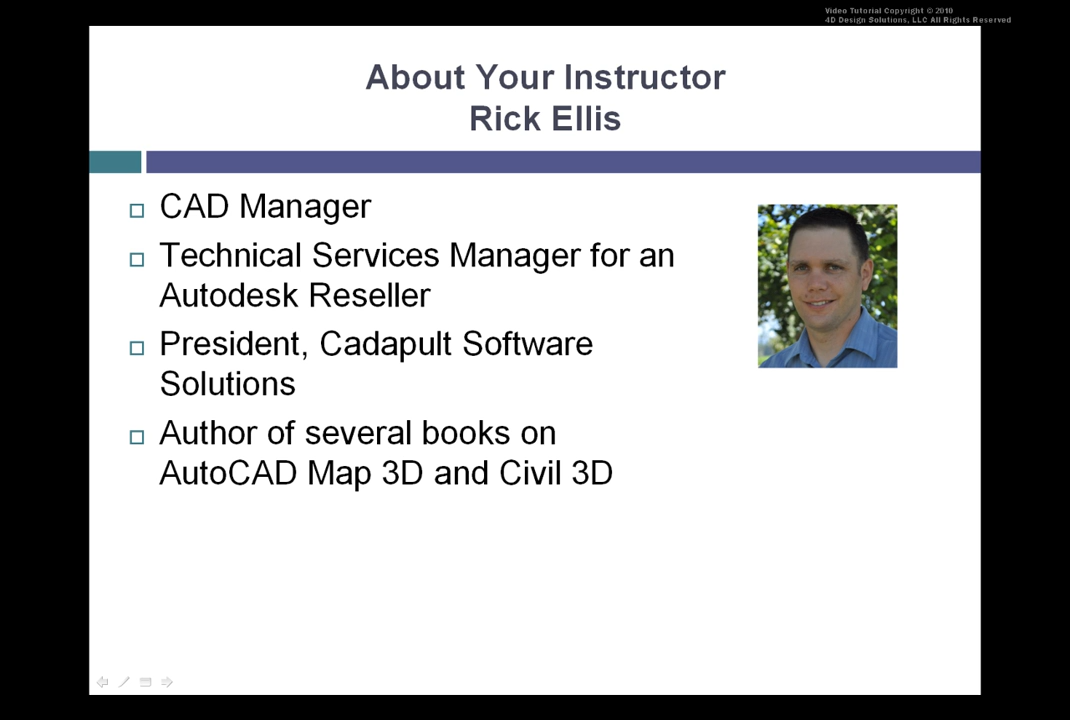 Video Tutorial Copyright © 2010
4D Design Solutions, LLC All Rights Reserved
About Your Instructor
Rick Ellis
CAD Manager
Technical Services Manager for an
Autodesk Reseller
President, Cadapult Software
Solutions
Author of several books on
AutoCAD Map 3D and Civil 3D